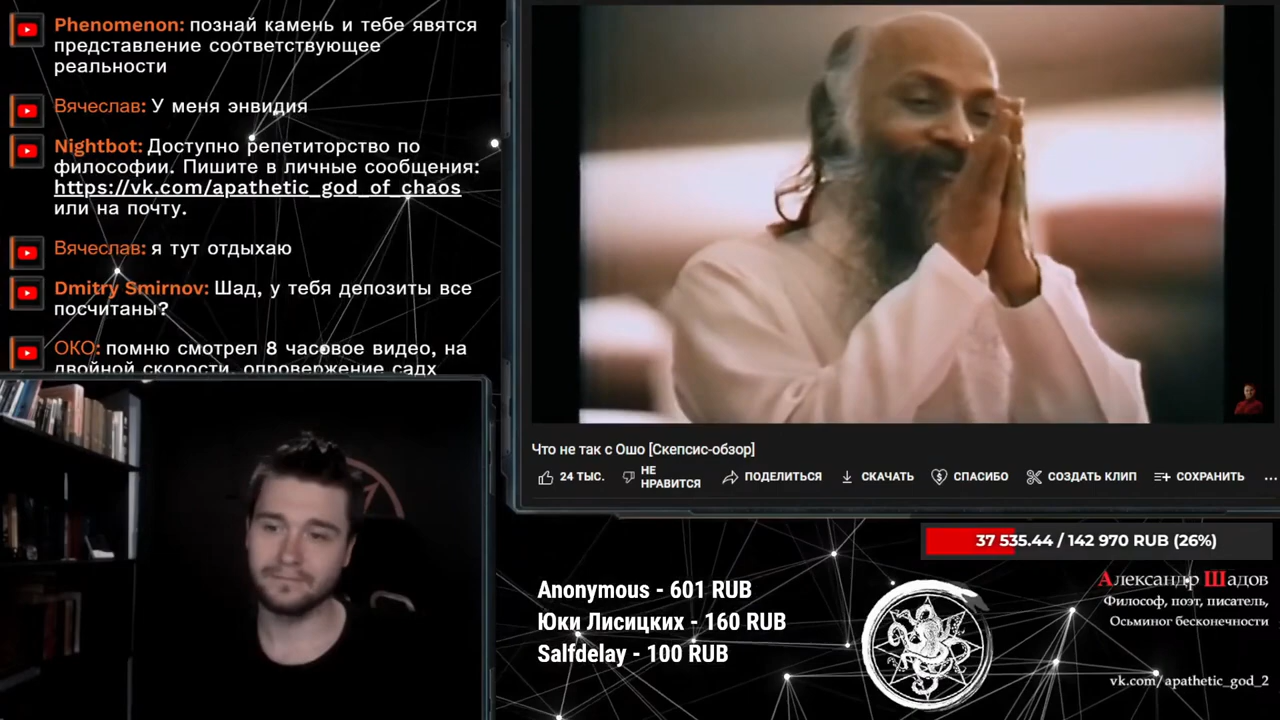 Phenomenon: познай камень и тебе явятся
представление соответствующее
реальности
Вячеслав: У меня энвидия
Nightbot: Доступно репетиторство по
философии. Пишите в личные сообщения:
https://vk.com/apathetic_god_of_chaos
или на почту.
Вячеслав: я тут отдыхаю
Dmitry Smirnov: Шад, у тебя депозиты все
посчитаны?
ОКО: помню смотрел 8 часовое видео, на
двойной скорости, опровержение садх
Что не так с Ошо [Скепсис-обзор]
24 ТЫС.
НЕ
НРАВИТСЯ
ПОДЕЛИТЬСЯ
СКАЧАТЬ
СПАСИБО
СОЗДАТЬ КЛИП
СОХРАНИТЬ
...
37 535.44 / 142 970 RUB (26%)
Anonymous - 601 RUB
Юки Лисицких - 160 RUB
Salfdelay - 100 RUB
Александр Шадов
Философ, поэт, писатель,
Осьминог бесконечности
vk.com/apathetic_god_2